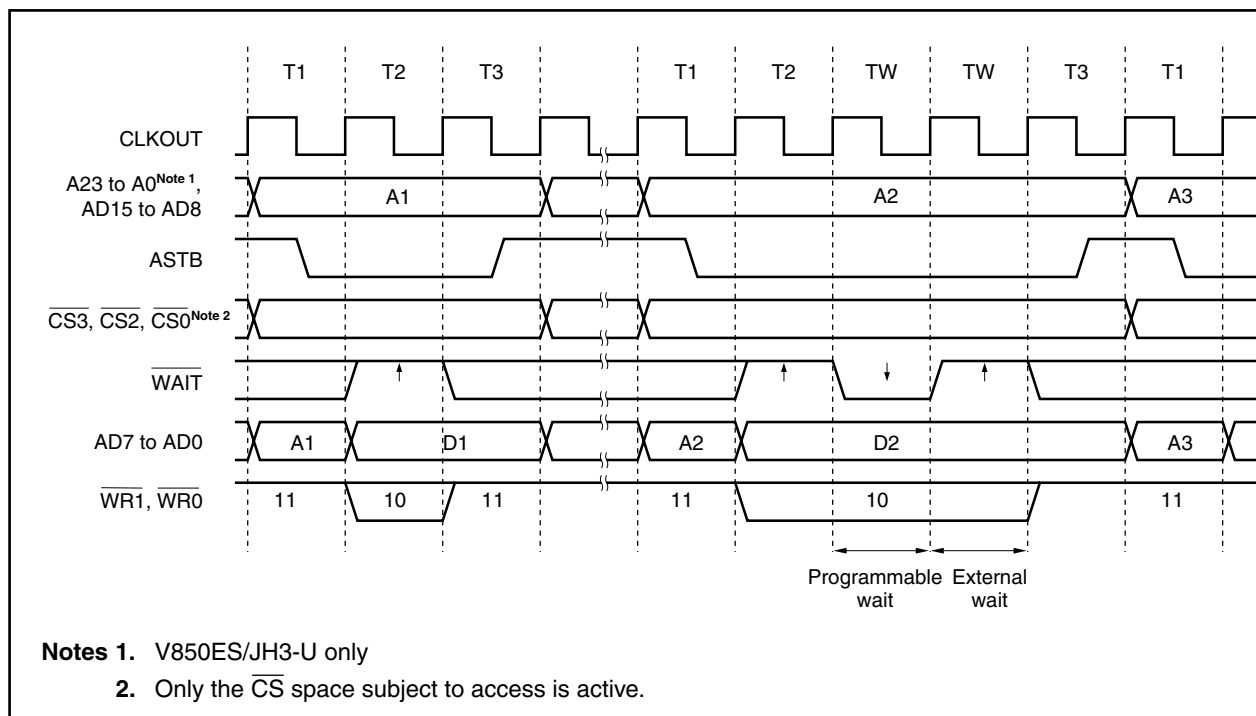 T1 T2 T3 T1 T2 TW TW T3 T1
CLKOUT
A23 to A0Note 1,
AD15 to AD8
A1 A2 A3
ASTB
CS3, CS2, CS0Note 2
WAIT
AD7 to AD0 A1 D1 A2 D2 A3
WR1, WR0 11 10 11 11 10 11
Programmable wait
External wait
Notes 1. V850ES/JH3-U only
2. Only the CS space subject to access is active.